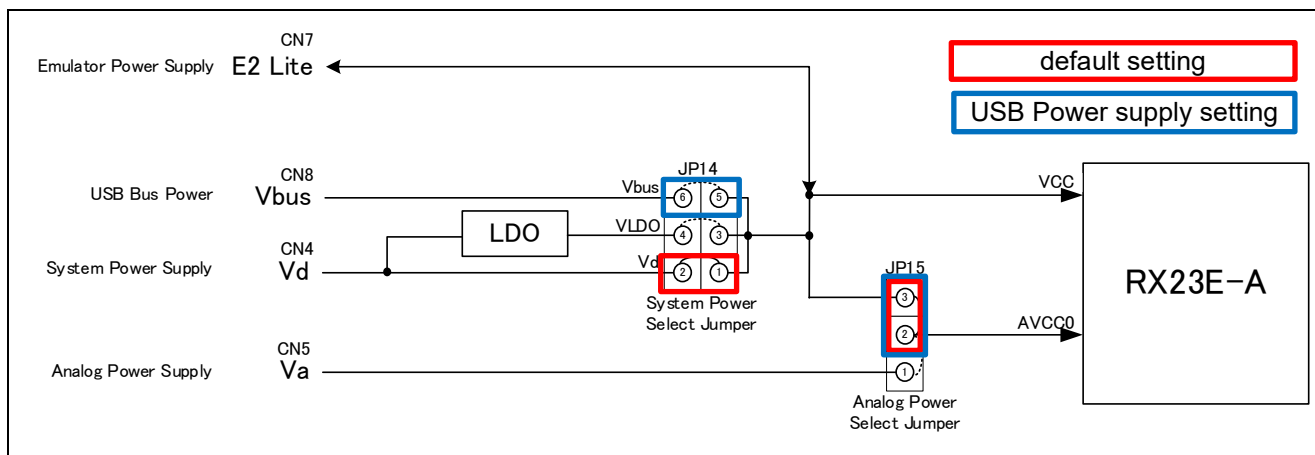 CN7
Emulator Power Supply E2 Lite
default setting
USB Power supply setting
CN8
USB Bus Power Vbus
JP14
Vbus
6 5
VCC
LDO
VLDO
4 3
CN4
System Power Supply Vd
Vd
2 1
System Power
Select Jumper
JP15
3
2
1
AVCC0
RX23E-A
CN5
Analog Power Supply Va
Analog Power
Select Jumper